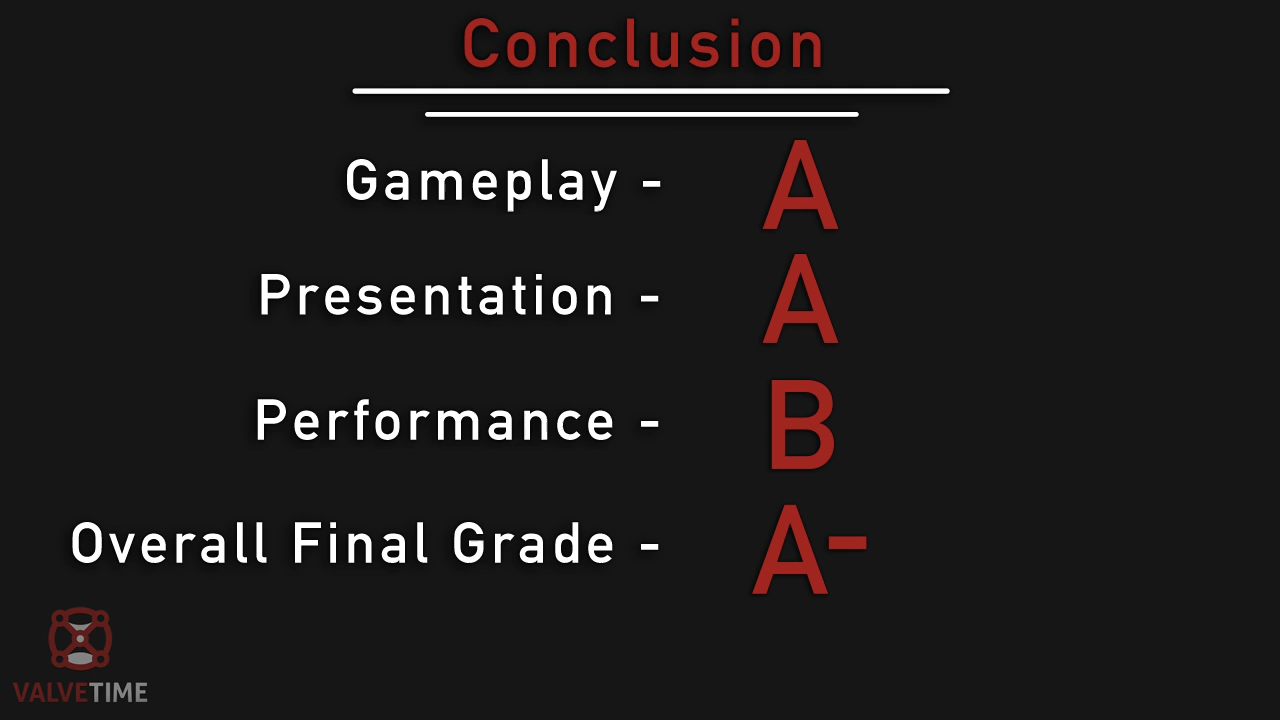 Conclusion
Gameplay - A
Presentation - A
Performance - B
Overall Final Grade - A-
VALVETIME